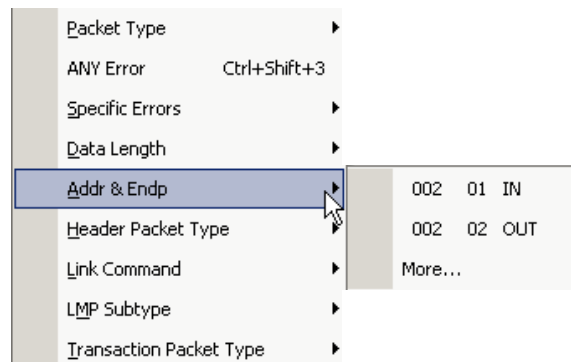 Packet Type
ANY Error Ctrl+Shift+3
Specific Errors
Data Length
Addr & Endp
002 01 IN
Header Packet Type
002 02 OUT
Link Command
More...
LMP Subtype
Transaction Packet Type